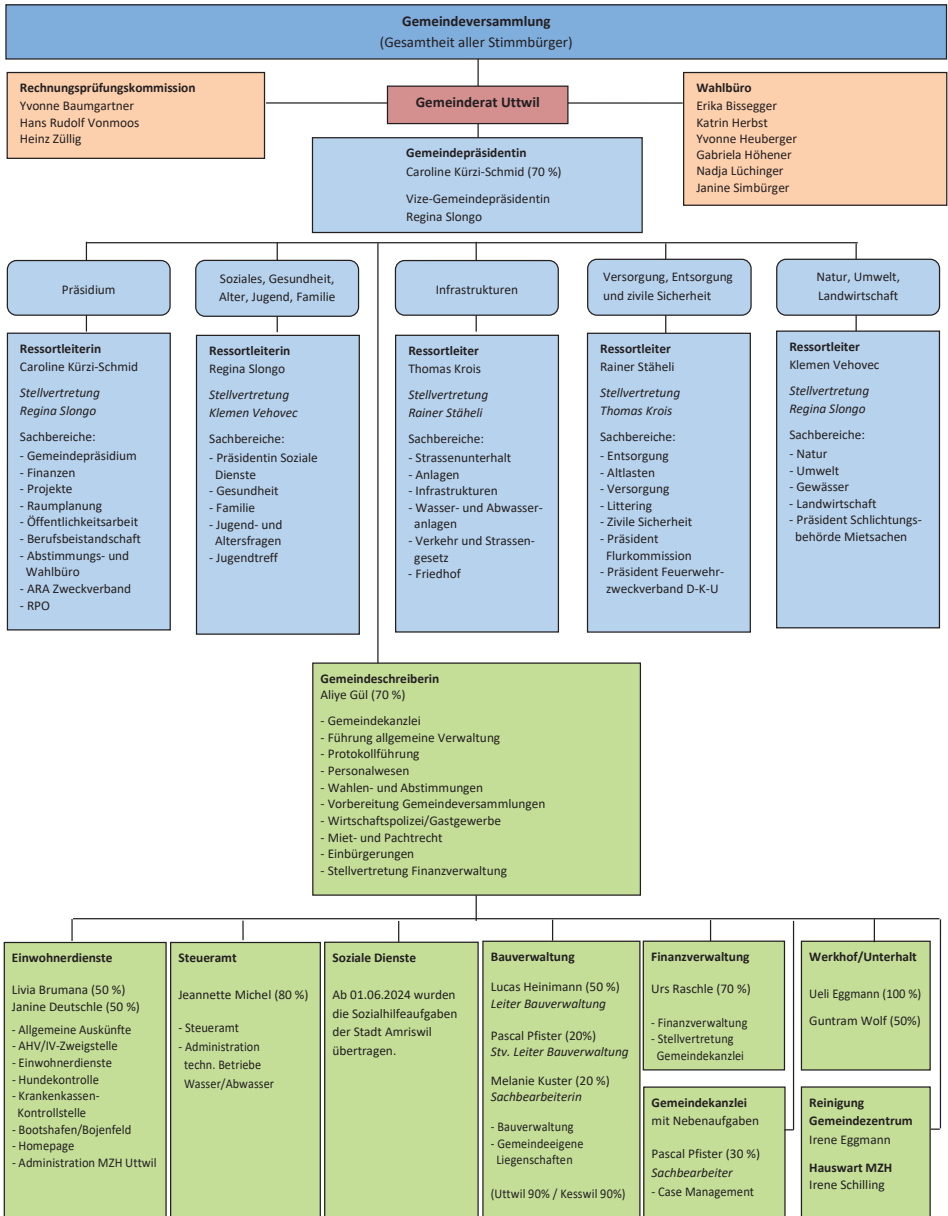 Gemeindeversammlung
(Gesamtheit aller Stimmbürger)
Rechnungsprüfungskommission
Yvonne Baumgartner
Hans Rudolf Vonmoos
Heinz Züllig
Gemeinderat Uttwil
Wahlbüro
Erika Bissegger
Katrin Herbst
Yvonne Heuberger
Gabriela Höhener
Nadja Lüchinger
Janine Simbürger
Gemeindepräsidentin
Caroline Kürzi-Schmid (70 %)
Vize-Gemeindepräsidentin
Regina Slongo
Präsidium
Soziales, Gesundheit,
Alter, Jugend, Familie
Infrastrukturen
Versorgung, Entsorgung
und zivile Sicherheit
Natur, Umwelt,
Landwirtschaft
Ressortleiterin
Caroline Kürzi-Schmid
Stellvertretung
Regina Slongo
Sachbereiche:
- Gemeindepräsidium
- Finanzen
- Projekte
- Raumplanung
- Öffentlichkeitsarbeit
- Berufsbeistandschaft
- Abstimmungs- und
Wahlbüro
- ARA Zweckverband
- RPO
Ressortleiterin
Regina Slongo
Stellvertretung
Klemen Vehovec
Sachbereiche:
- Präsidentin Soziale
Dienste
- Gesundheit
- Familie
- Jugend- und
Altersfragen
- Jugendtreff
Ressortleiter
Thomas Krois
Stellvertretung
Rainer Stäheli
Sachbereiche:
- Strassenunterhalt
- Anlagen
- Infrastrukturen
- Wasser- und Abwasser-
anlagen
- Verkehr und Strassen-
gesetz
- Friedhof
Ressortleiter
Rainer Stäheli
Stellvertretung
Thomas Krois
Sachbereiche:
- Entsorgung
- Altlasten
- Versorgung
- Littering
- Zivile Sicherheit
- Präsident
Flurkommission
- Präsident Feuerwehr-
zweckverband D-K-U
Ressortleiter
Klemen Vehovec
Stellvertretung
Regina Slongo
Sachbereiche:
- Natur
- Umwelt
- Gewässer
- Landwirtschaft
- Präsident Schlichtungs-
behörde Mietsachen
Gemeindeschreiberin
Aliye Gül (70 %)
- Gemeindekanzlei
- Führung allgemeine Verwaltung
- Protokollführung
- Personalwesen
- Wahlen- und Abstimmungen
- Vorbereitung Gemeindeversammlungen
- Wirtschaftspolizei/Gastgewerbe
- Miet- und Pachtrecht
- Einbürgerungen
- Stellvertretung Finanzverwaltung
Einwohnerdienste
Livia Brumana (50 %)
Janine Deutschle (50 %)
- Allgemeine Auskünfte
- AHV/IV-Zweigstelle
- Einwohnerdienste
- Hundekontrolle
- Krankenkassen-
Kontrollstelle
- Bootshafen/Bojenfeld
- Homepage
- Administration MZH Uttwil
Steueramt
Jeannette Michel (80 %)
- Steueramt
- Administration
techn. Betriebe
Wasser/Abwasser
Soziale Dienste
Ab 01.06.2024 wurden
die Sozialhilfeaufgaben
der Stadt Amriswil
übertragen.
Bauverwaltung
Lucas Heinimann (50 %)
Leiter Bauverwaltung
Pascal Pfister (20%)
Stv. Leiter Bauverwaltung
Melanie Kuster (20 %)
Sachbearbeiterin
- Bauverwaltung
- Gemeindeeigene
Liegenschaften
(Uttwil 90% / Kesswil 90%)
Finanzverwaltung
Urs Raschle (70 %)
- Finanzverwaltung
- Stellvertretung
Gemeindekanzlei
Gemeindekanzlei
mit Nebenaufgaben
Pascal Pfister (30 %)
Sachbearbeiter
- Case Management
Werkhof/Unterhalt
Ueli Eggmann (100 %)
Guntram Wolf (50%)
Reinigung
Gemeindezentrum
Irene Eggmann
Hauswart MZH
Irene Schilling